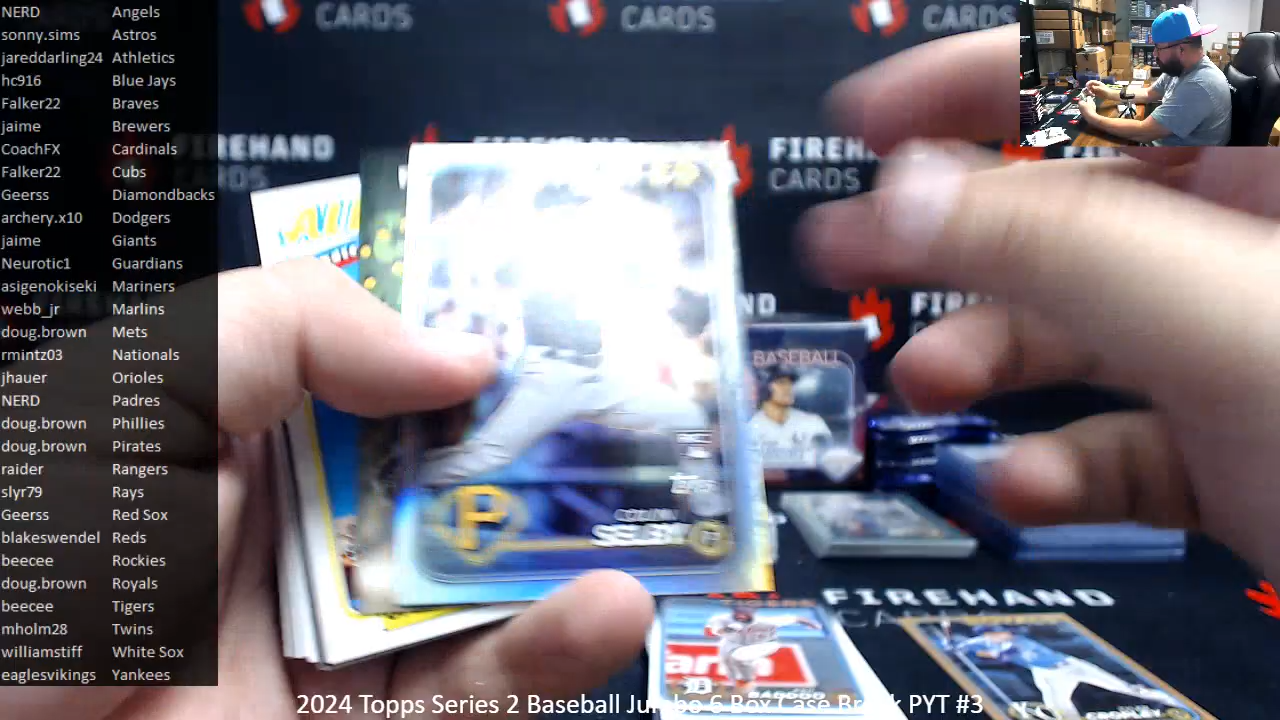 NERD Angels
sonny.sims Astros
jareddarling24 Athletics
hc916 Blue Jays
Falker22 Braves
jaime Brewers
CoachFX Cardinals
Falker22 Cubs
Geerss Diamondbacks
archery.x10 Dodgers
jaime Giants
Neurotic1 Guardians
asigenokiseki Mariners
webb_jr Marlins
doug.brown Mets
rmintz03 Nationals
jhauer Orioles
NERD Padres
doug.brown Phillies
doug.brown Pirates
raider Rangers
slyr79 Rays
Geerss Red Sox
blakeswendel Reds
beecee Rockies
doug.brown Royals
beecee Tigers
mholm28 Twins
williamstiff White Sox
eaglesvikings Yankees
CARDS
CARDS
CARDS
FIREHAND
CARDS
BASEBALL
P
FIREHAND
TIGERS
D
2024 Topps Series 2 Baseball Jumbo 6 Box Case Break PYT #3